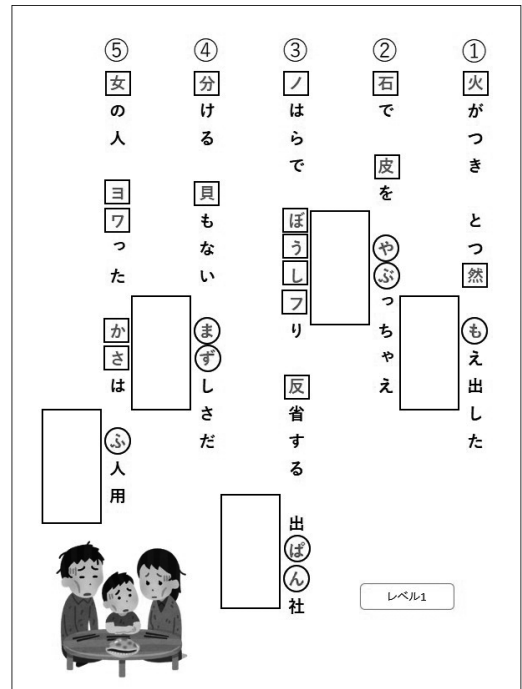 ① 火がつき とつ然 もえ出した
② 石で 皮を やぶっちゃえ
③ ノはらで ぼうしフり 反省する 出ぱん社
④ 分ける 貝もない まずしさだ
⑤ 女の人 ヨワった かさは ふ人用
レベル1